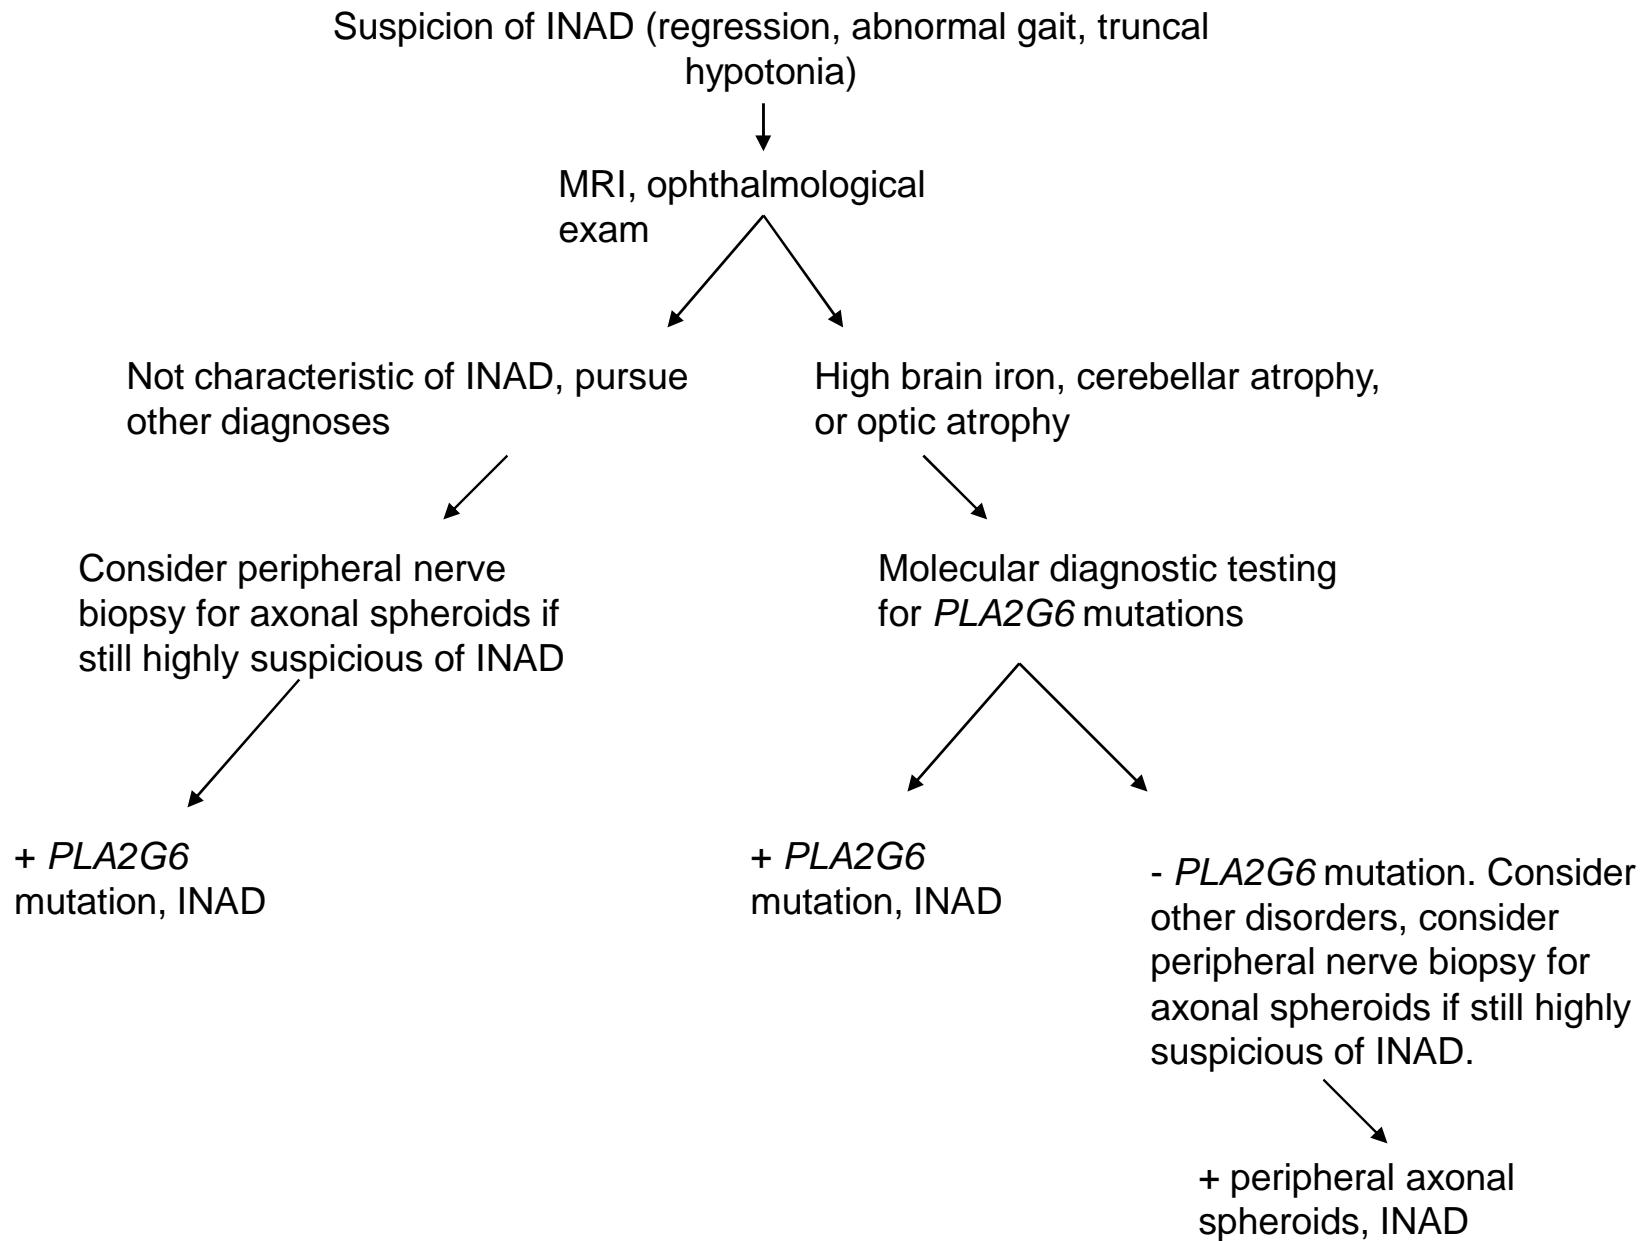 Suspicion of INAD (regression, abnormal gait, truncal
hypotonia)
MRI, ophthalmological
exam
Not characteristic of INAD, pursue
other diagnoses
High brain iron, cerebellar atrophy,
or optic atrophy
Consider peripheral nerve
biopsy for axonal spheroids if
still highly suspicious of INAD
Molecular diagnostic testing
for PLA2G6 mutations
+ PLA2G6
mutation, INAD
+ PLA2G6
mutation, INAD
- PLA2G6 mutation. Consider
other disorders, consider
peripheral nerve biopsy for
axonal spheroids if still highly
suspicious of INAD.
+ peripheral axonal
spheroids, INAD